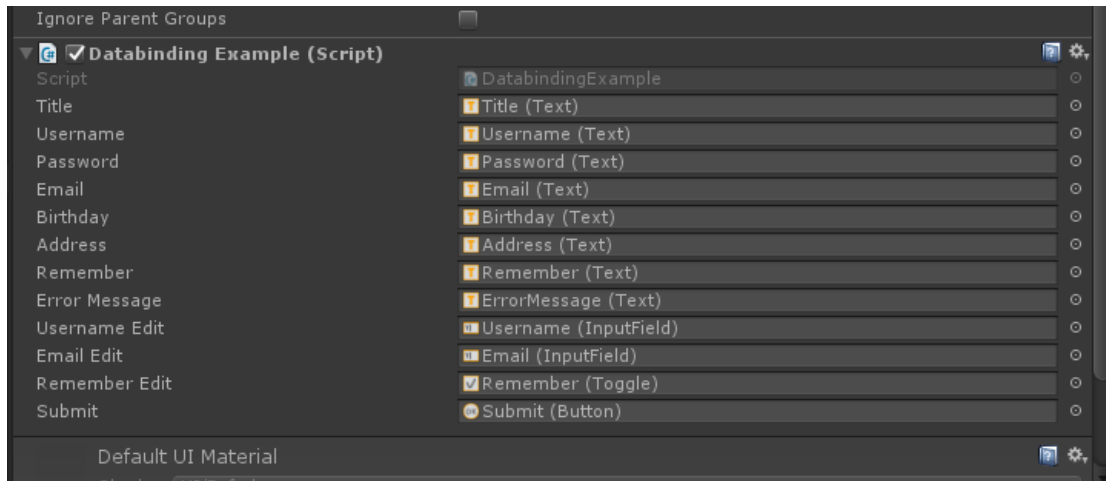 Ignore Parent Groups
Databinding Example (Script)
Script DatabindingExample
Title Title (Text)
Username Username (Text)
Password Password (Text)
Email Email (Text)
Birthday Birthday (Text)
Address Address (Text)
Remember Remember (Text)
Error Message ErrorMessage (Text)
Username Edit Username (InputField)
Email Edit Email (InputField)
Remember Edit Remember (Toggle)
Submit Submit (Button)
Default UI Material